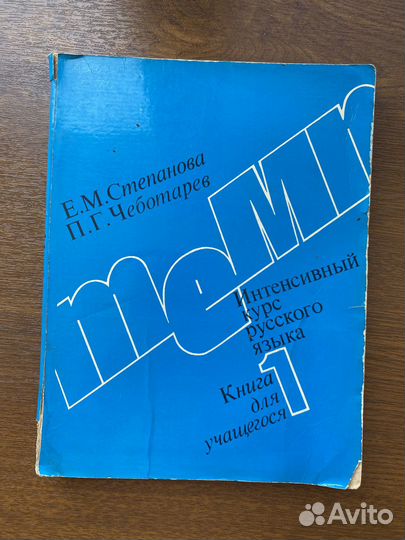 Е.М.Степанова
П.Г.Чеботарев
темп
Интенсивный
курс
русского
языка
1
Книга
для
учащегося
Avito